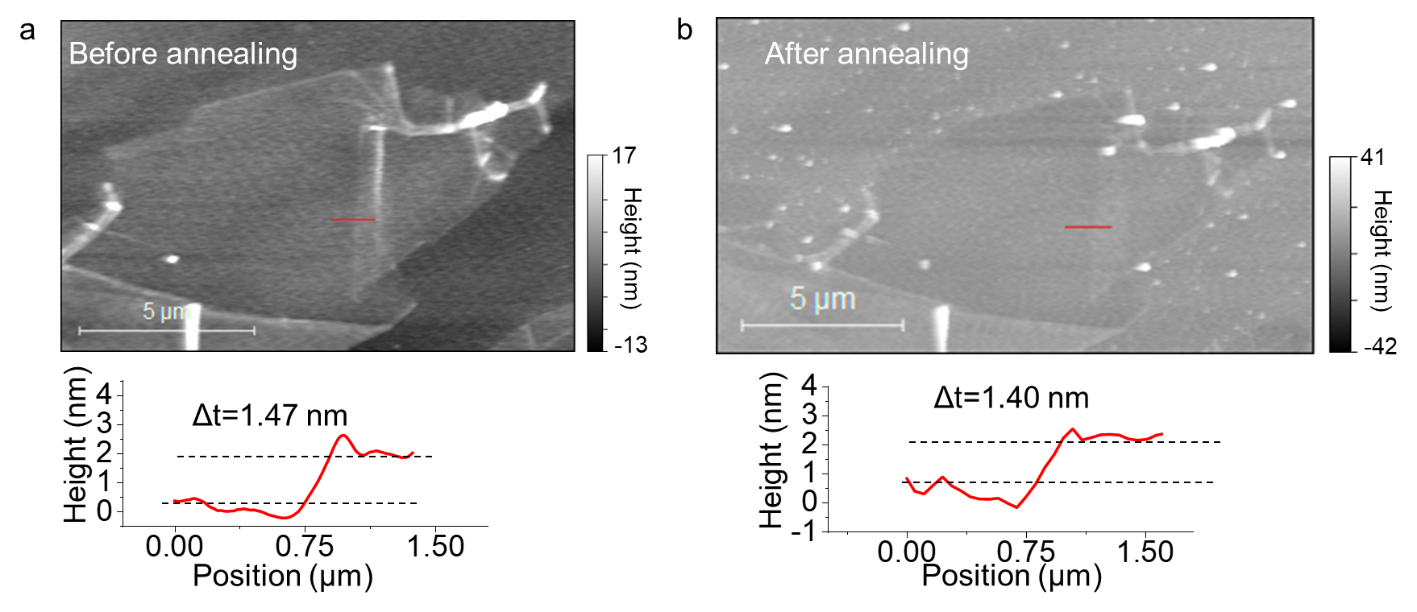 a
Before annealing
5 µm
17
Height (nm)
-13
4
3
2
1
0
Height (nm)
Δt=1.47 nm
0.00 0.75 1.50
Position (µm)
b
After annealing
5 µm
41
Height (nm)
-42
4
3
2
1
0
-1
Height (nm)
Δt=1.40 nm
0.00 0.75 1.50
Position (µm)